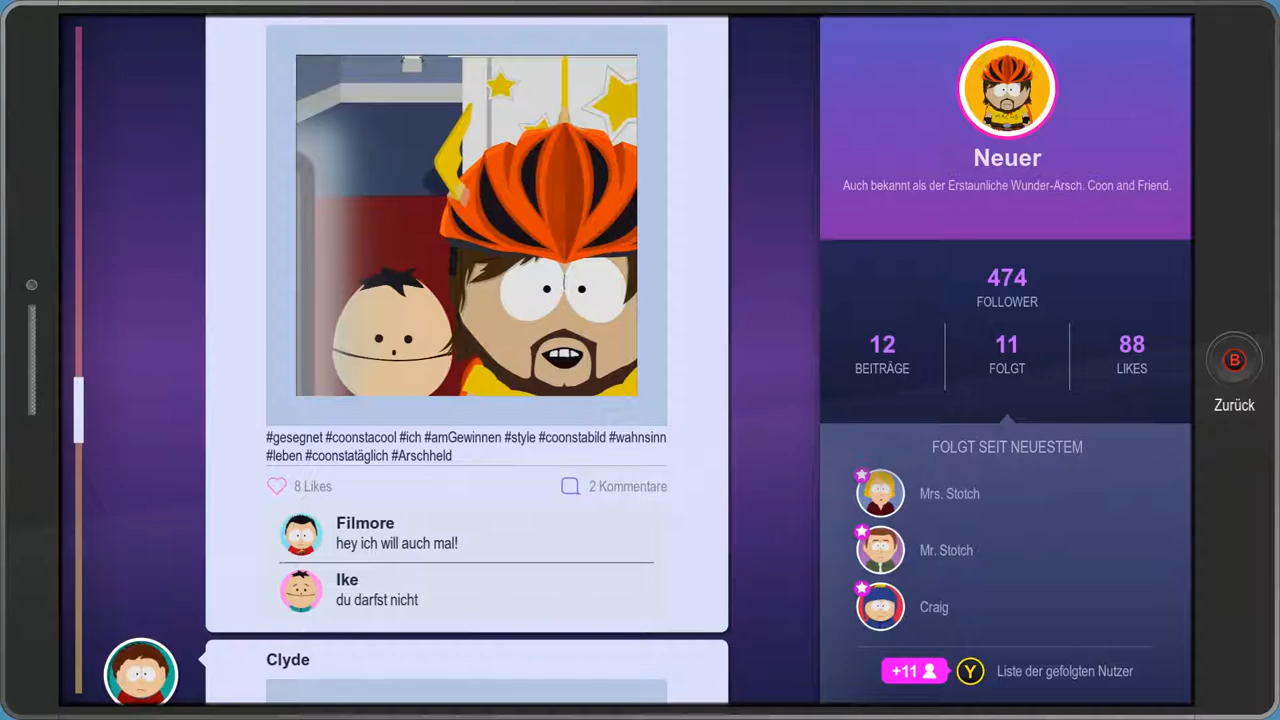 #gesegnet #coonstacool #ich #amGewinnen #style #coonstabild #wahnsinn
#leben #coonstatäglich #Arschheld
8 Likes
2 Kommentare
Filmore
hey ich will auch mal!
Ike
du darfst nicht
Clyde
Neuer
Auch bekannt als der Erstaunliche Wunder-Arsch. Coon and Friend.
474
FOLLOWER
12
BEITRÄGE
11
FOLGT
88
LIKES
FOLGT SEIT NEUESTEM
Mrs. Stotch
Mr. Stotch
Craig
+11
Y
Liste der gefolgten Nutzer
B
Zurück